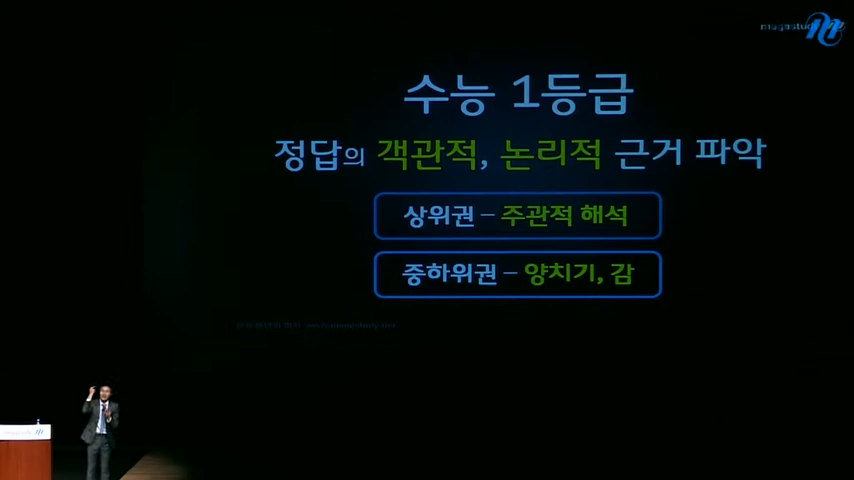 megastudy
수능 1등급
정답의 객관적, 논리적 근거 파악
상위권 – 주관적 해석
중하위권 – 양치기, 감